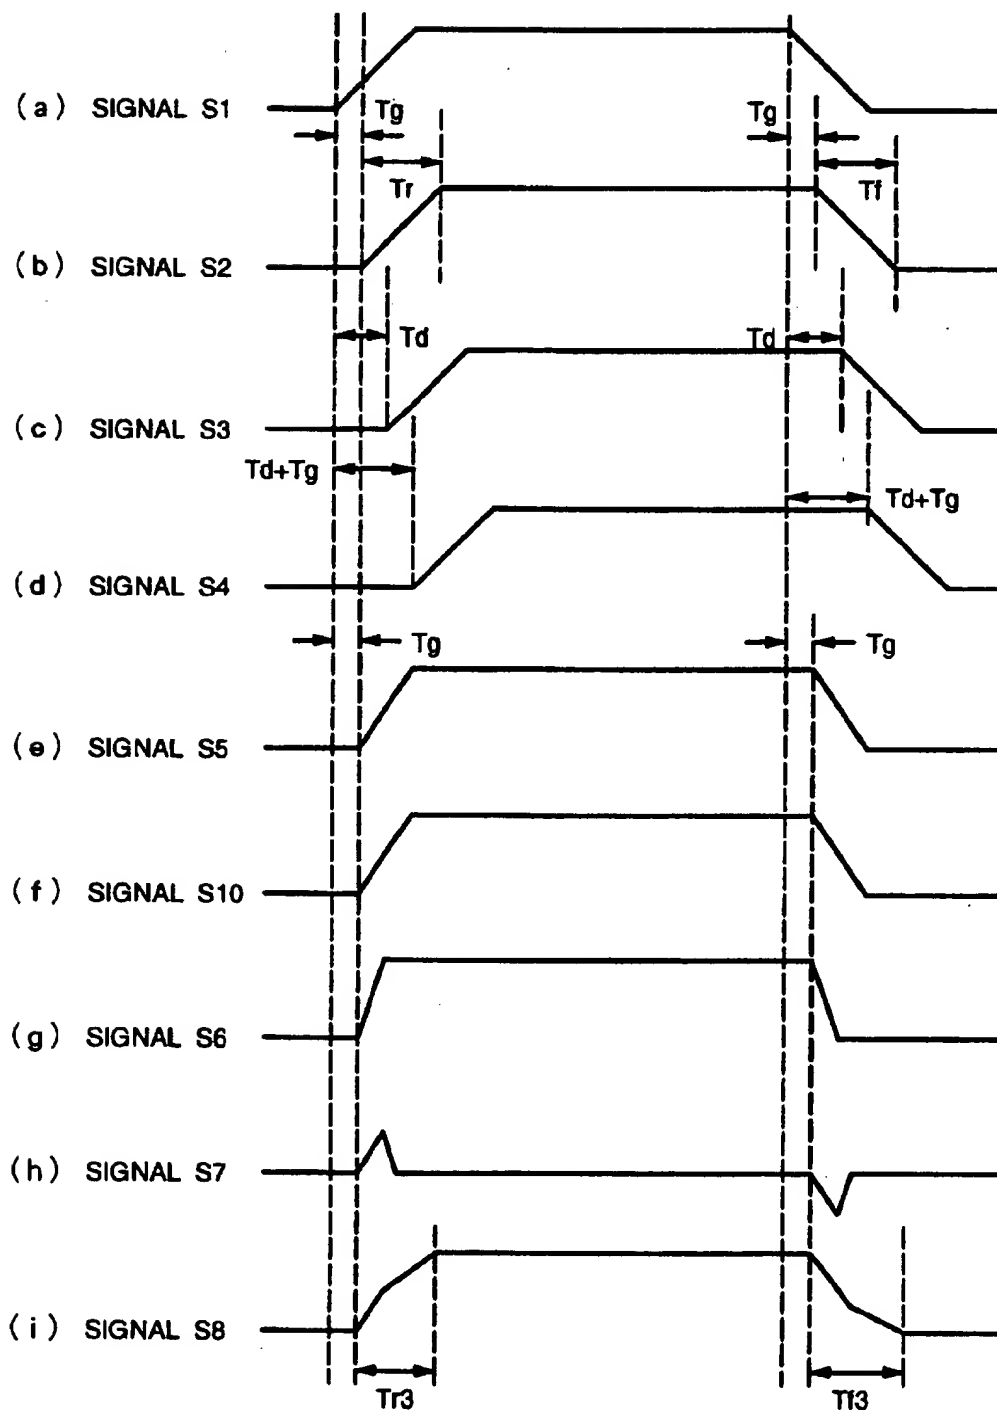 (a) SIGNAL S1
Tg
Tg
Tr
Tf
(b) SIGNAL S2
Td
Td
(c) SIGNAL S3
Td+Tg
Td+Tg
(d) SIGNAL S4
Tg
Tg
(e) SIGNAL S5
(f) SIGNAL S10
(g) SIGNAL S6
(h) SIGNAL S7
(i) SIGNAL S8
Tr3
Tf3